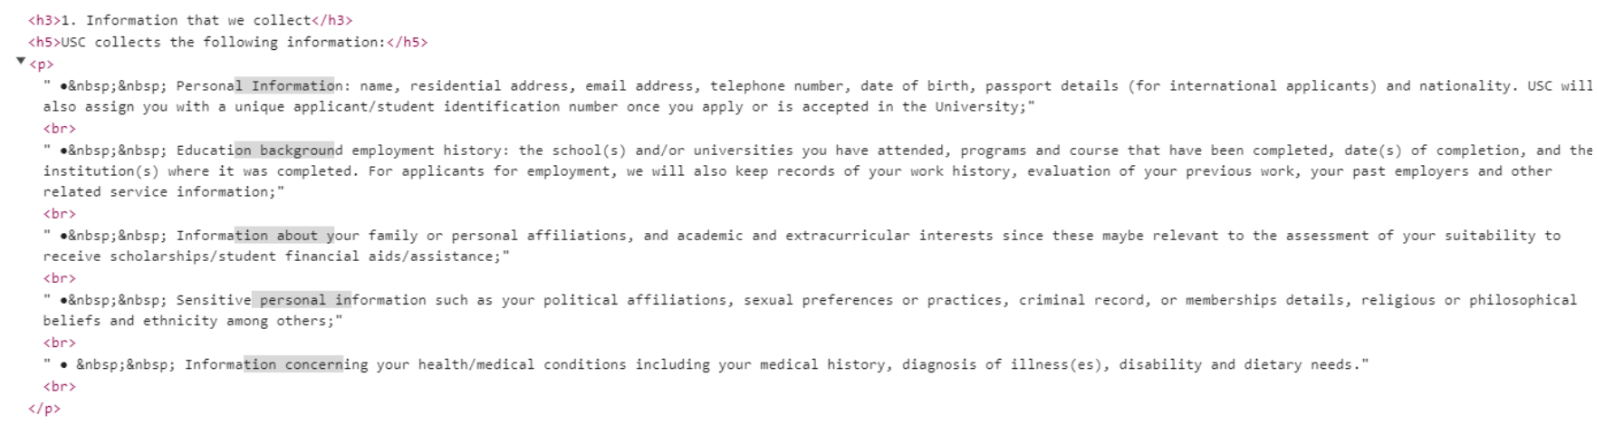 <h3>1. Information that we collect</h3>
<h5>USC collects the following information:</h5>
▼<p>
" ●&nbsp;&nbsp; Personal Information: name, residential address, email address, telephone number, date of birth, passport details (for international applicants) and nationality. USC will
also assign you with a unique applicant/student identification number once you apply or is accepted in the University;"
<br>
" ●&nbsp;&nbsp; Education background employment history: the school(s) and/or universities you have attended, programs and course that have been completed, date(s) of completion, and the
institution(s) where it was completed. For applicants for employment, we will also keep records of your work history, evaluation of your previous work, your past employers and other
related service information;"
<br>
" ●&nbsp;&nbsp; Information about your family or personal affiliations, and academic and extracurricular interests since these maybe relevant to the assessment of your suitability to
receive scholarships/student financial aids/assistance;"
<br>
" ●&nbsp;&nbsp; Sensitive personal information such as your political affiliations, sexual preferences or practices, criminal record, or memberships details, religious or philosophical
beliefs and ethnicity among others;"
<br>
" ● &nbsp;&nbsp; Information concerning your health/medical conditions including your medical history, diagnosis of illness(es), disability and dietary needs."
<br>
</p>